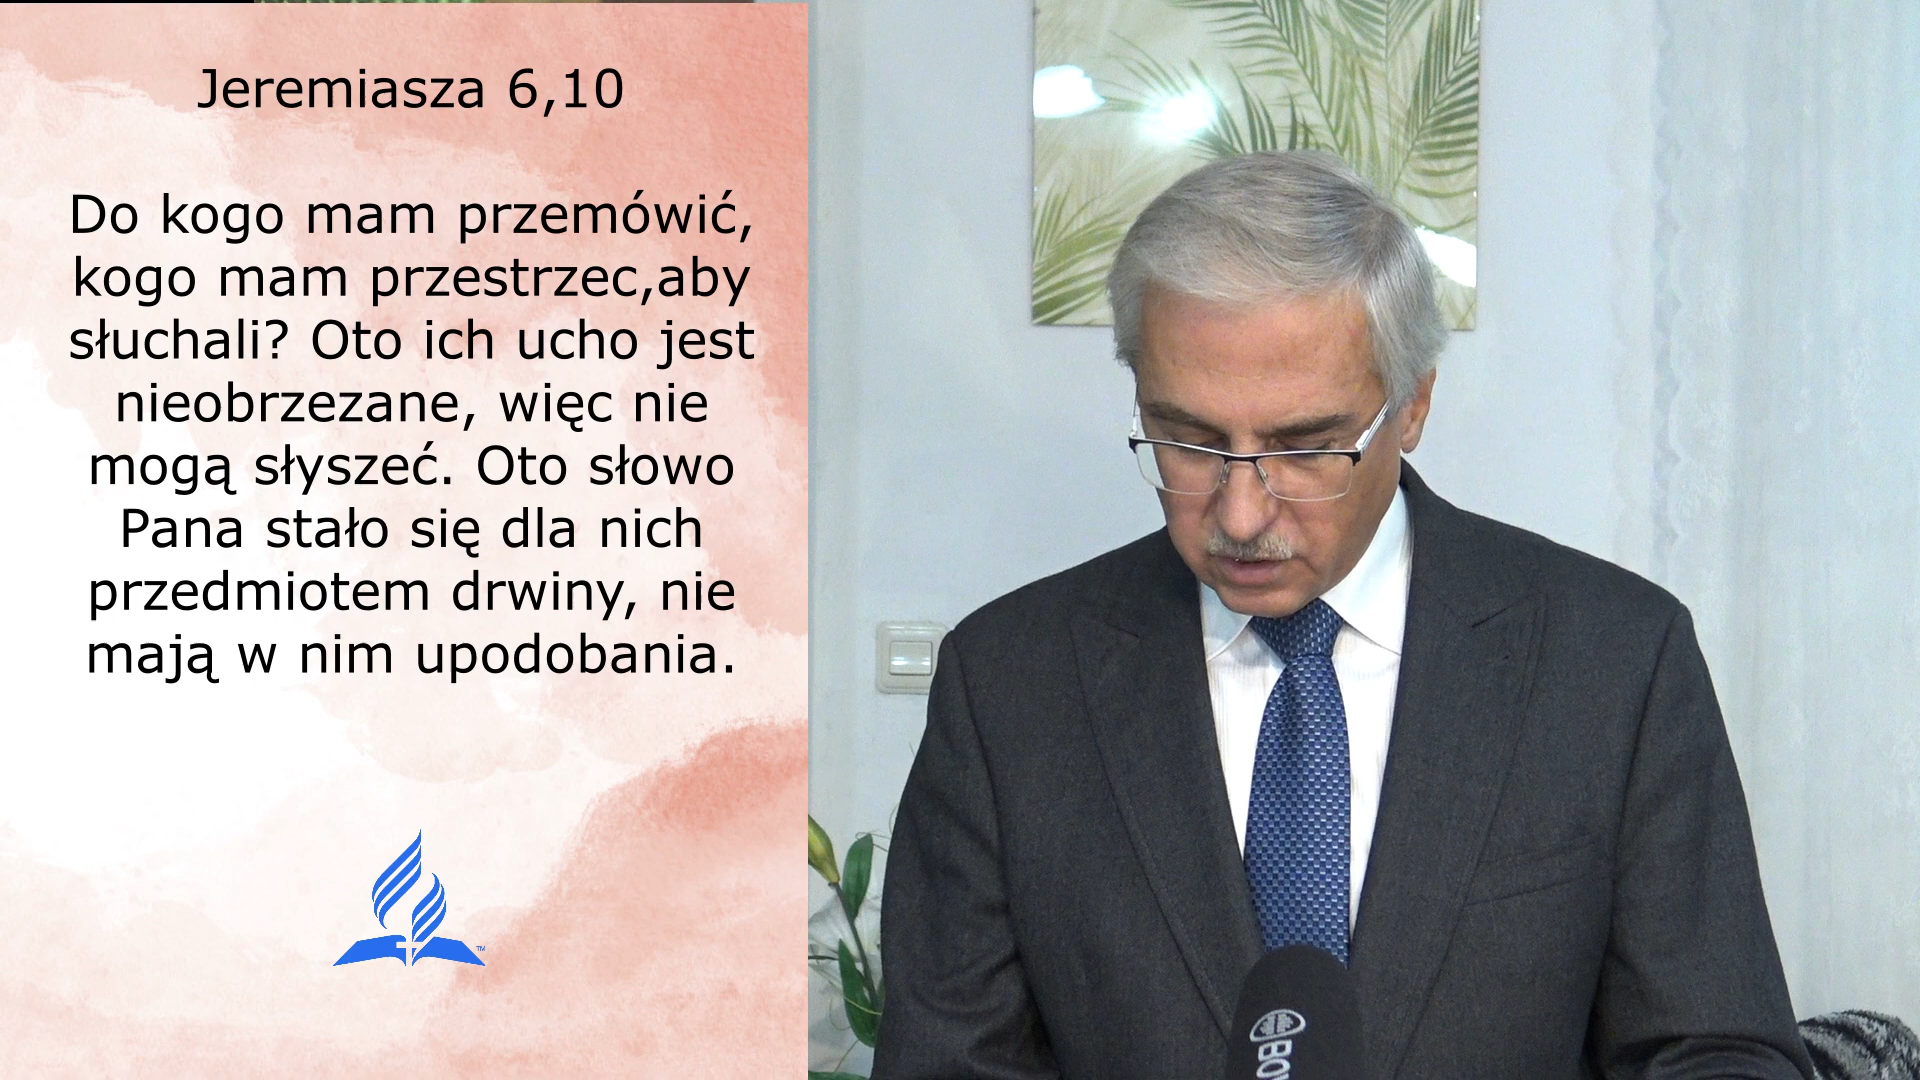 Jeremiasza 6,10
Do kogo mam przemówić,
kogo mam przestrzec,aby
słuchali? Oto ich ucho jest
nieobrzezane, więc nie
mogą słyszeć. Oto słowo
Pana stało się dla nich
przedmiotem drwiny, nie
mają w nim upodobania.
TM